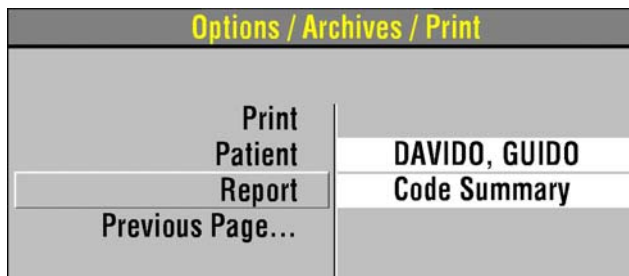 Options / Archives / Print
Print
Patient DAVIDO, GUIDO
Report Code Summary
Previous Page...